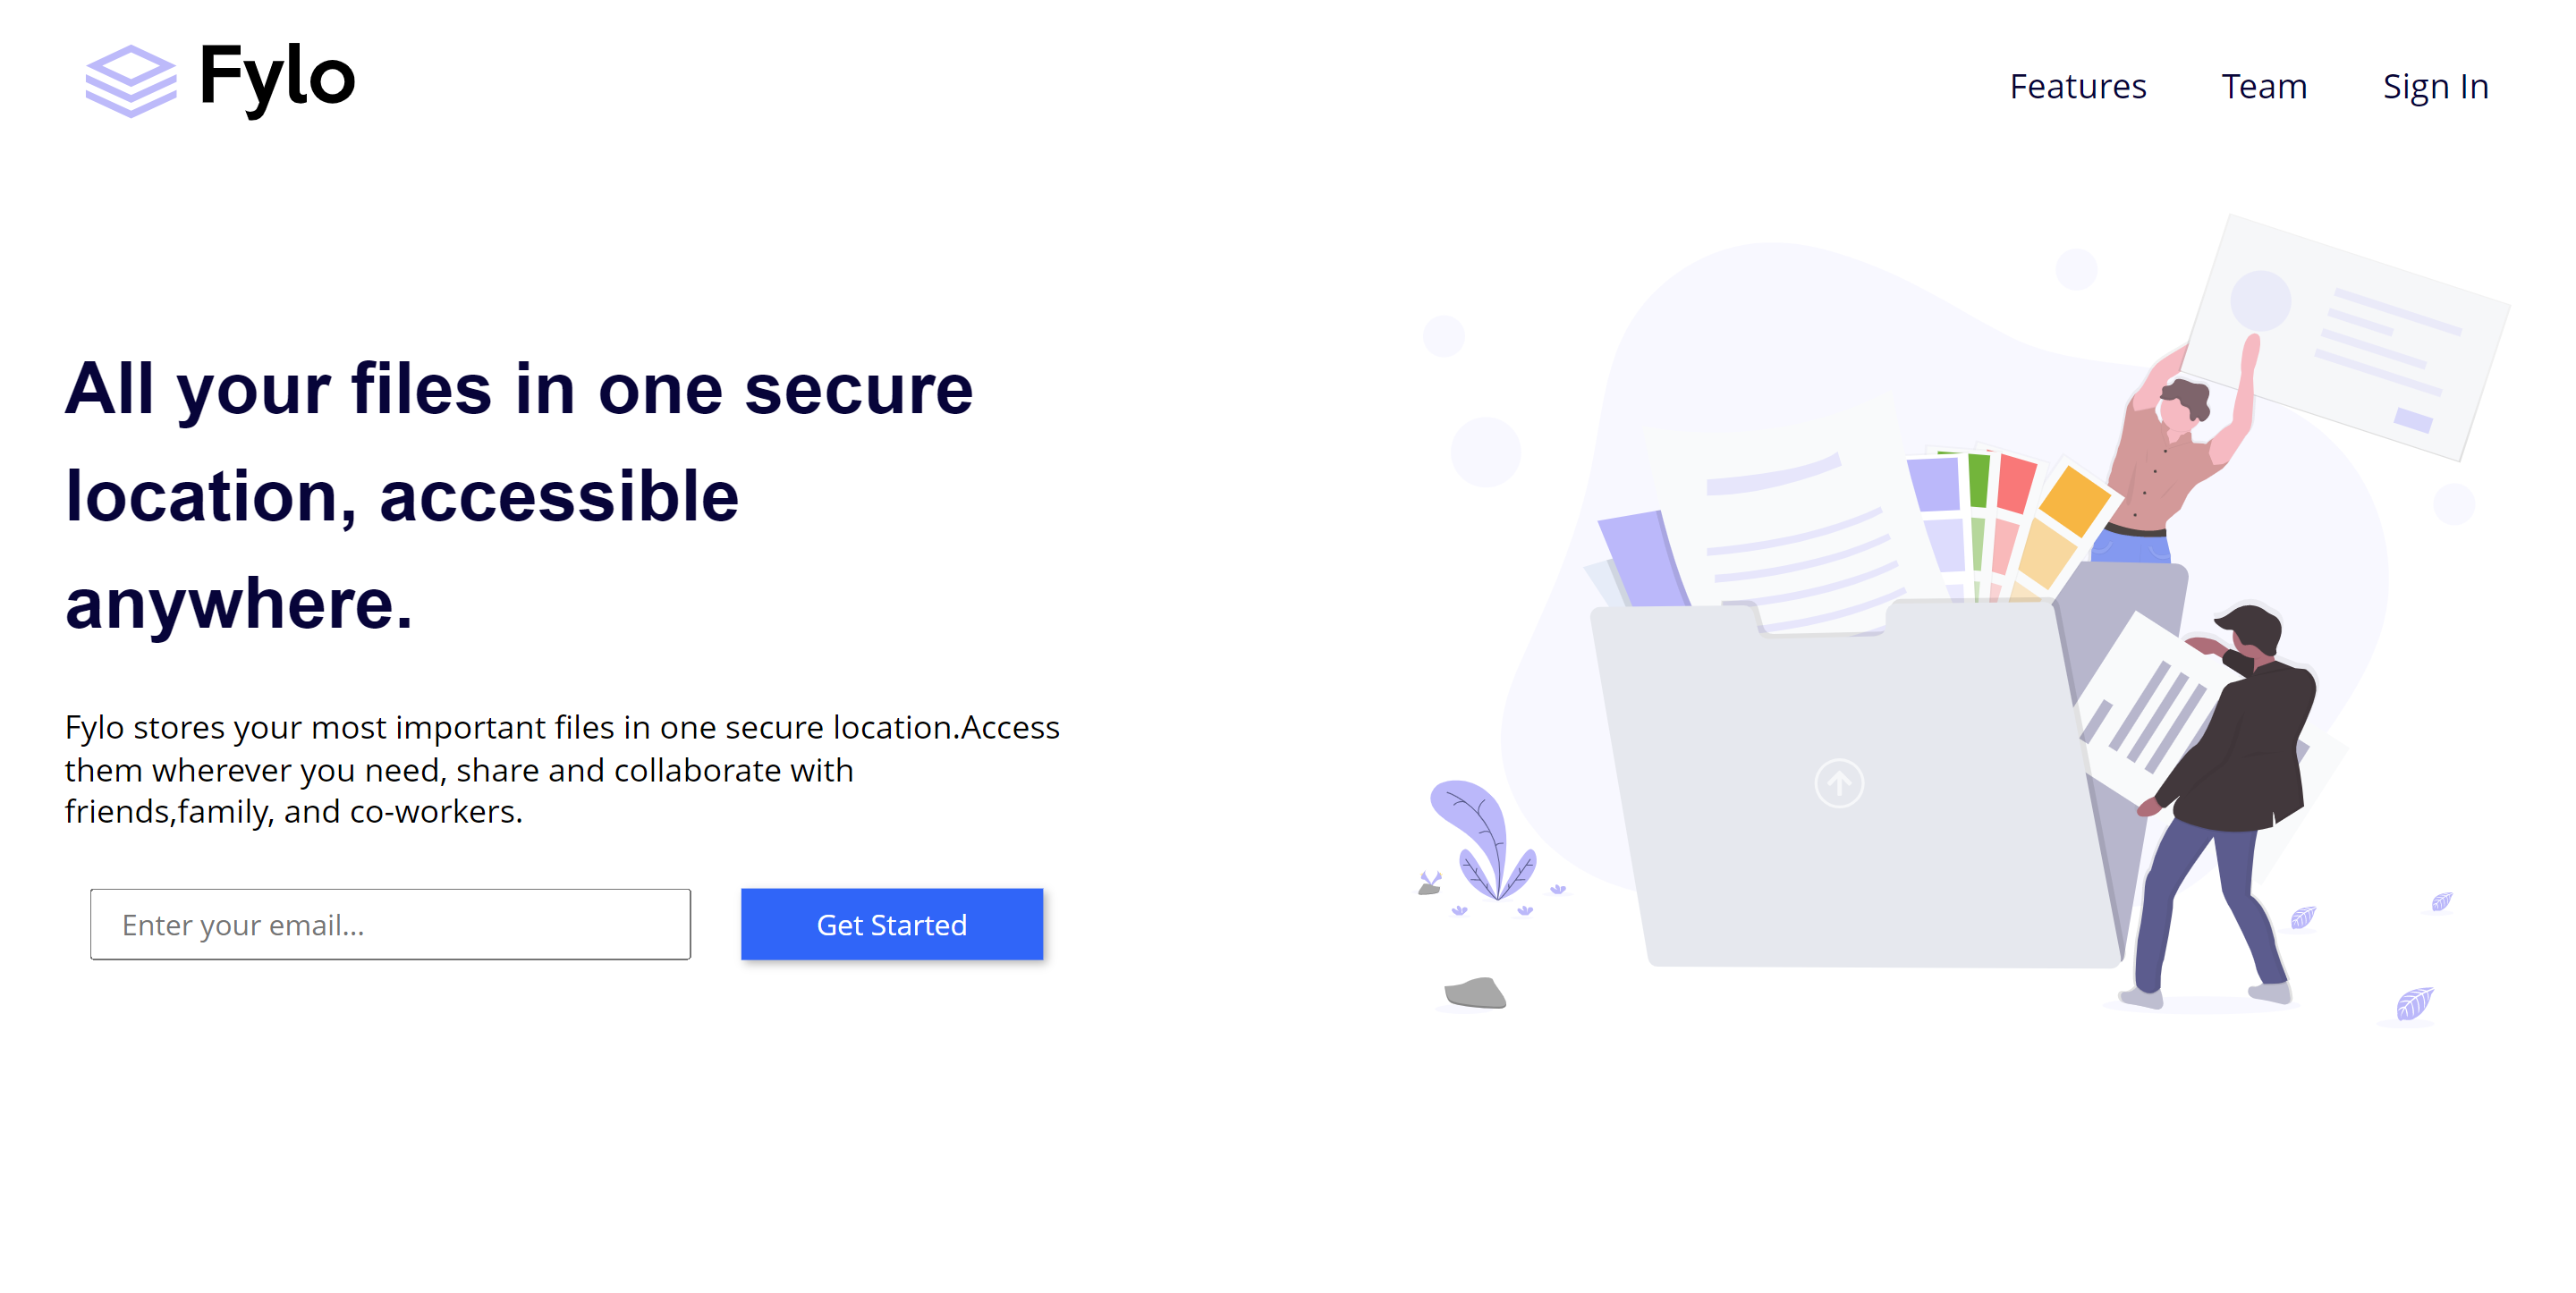 Fylo
Features
Team
Sign In
All your files in one secure
location, accessible
anywhere.
Fylo stores your most important files in one secure location.Access
them wherever you need, share and collaborate with
friends,family, and co-workers.
Enter your email...
Get Started